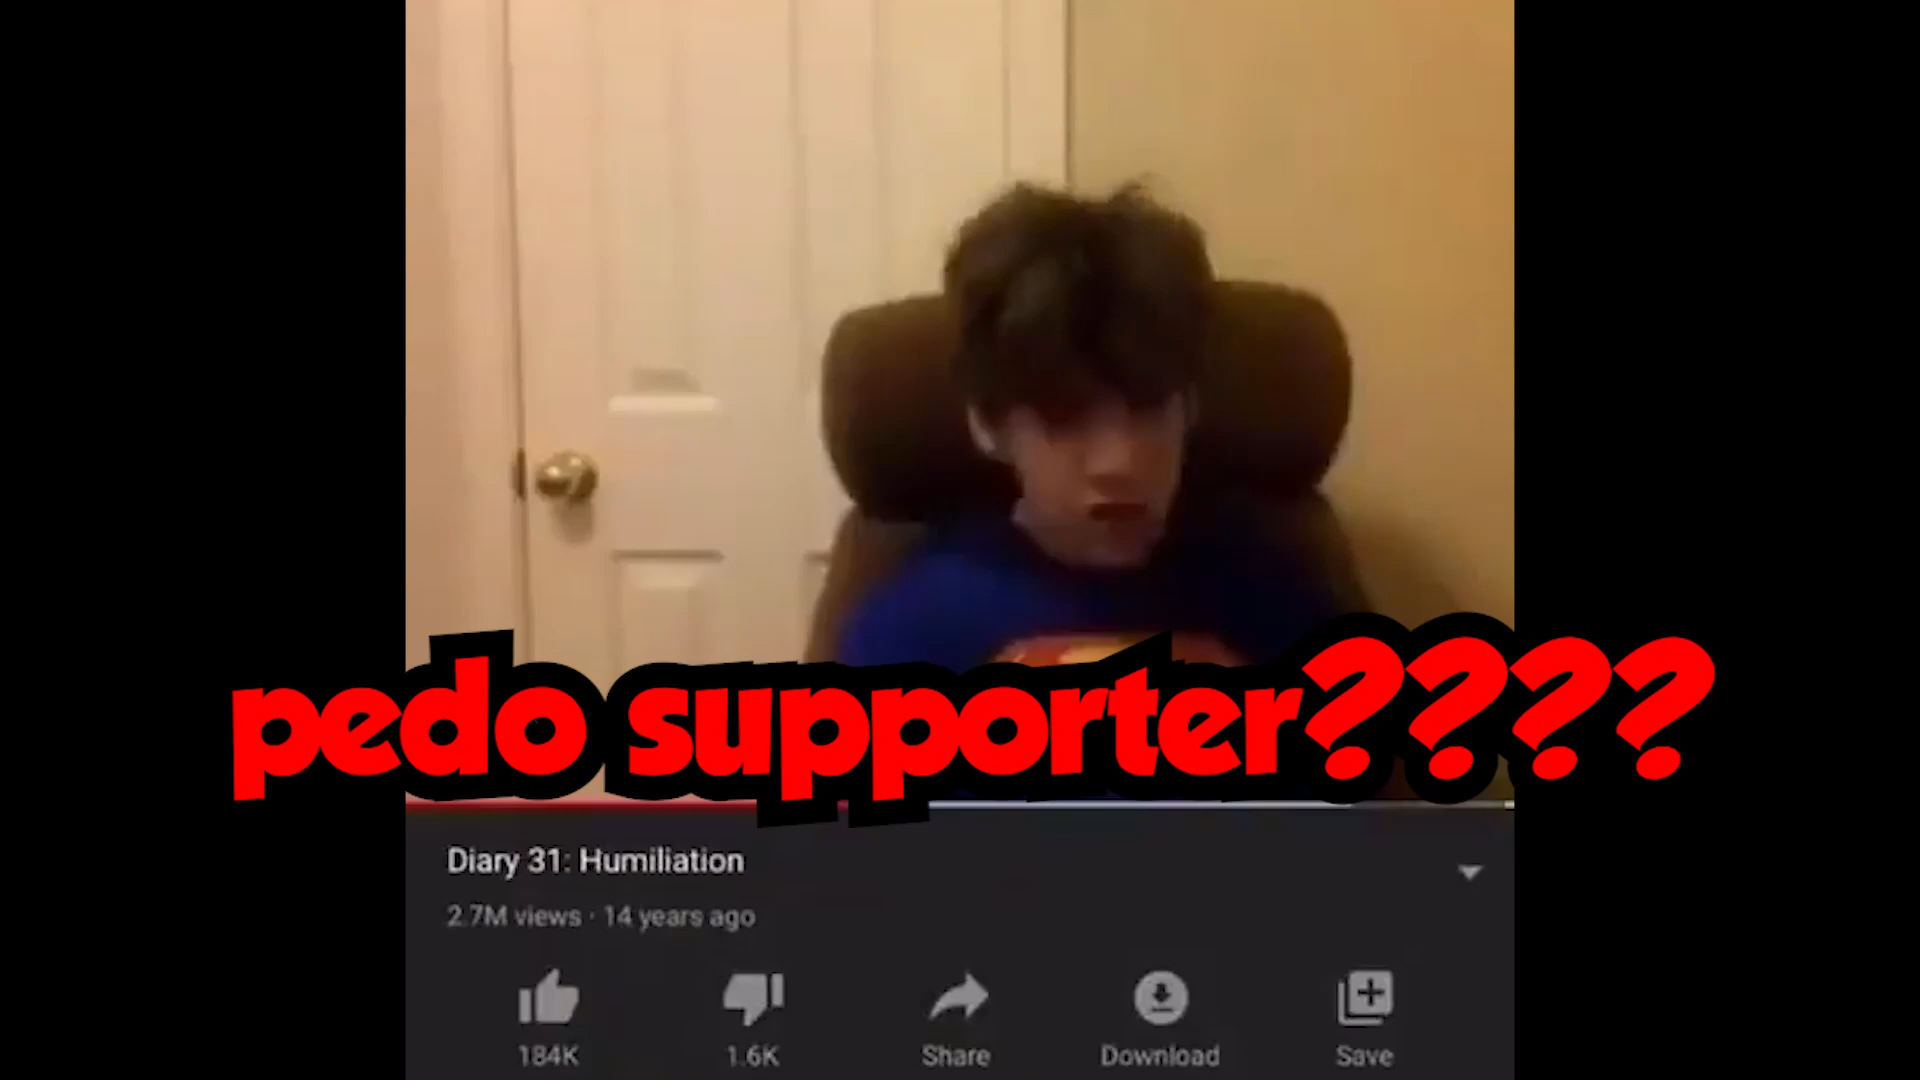 pedo supporter????
Diary 31: Humiliation
2.7M views · 14 years ago
184K
1.6K
Share
Download
Save